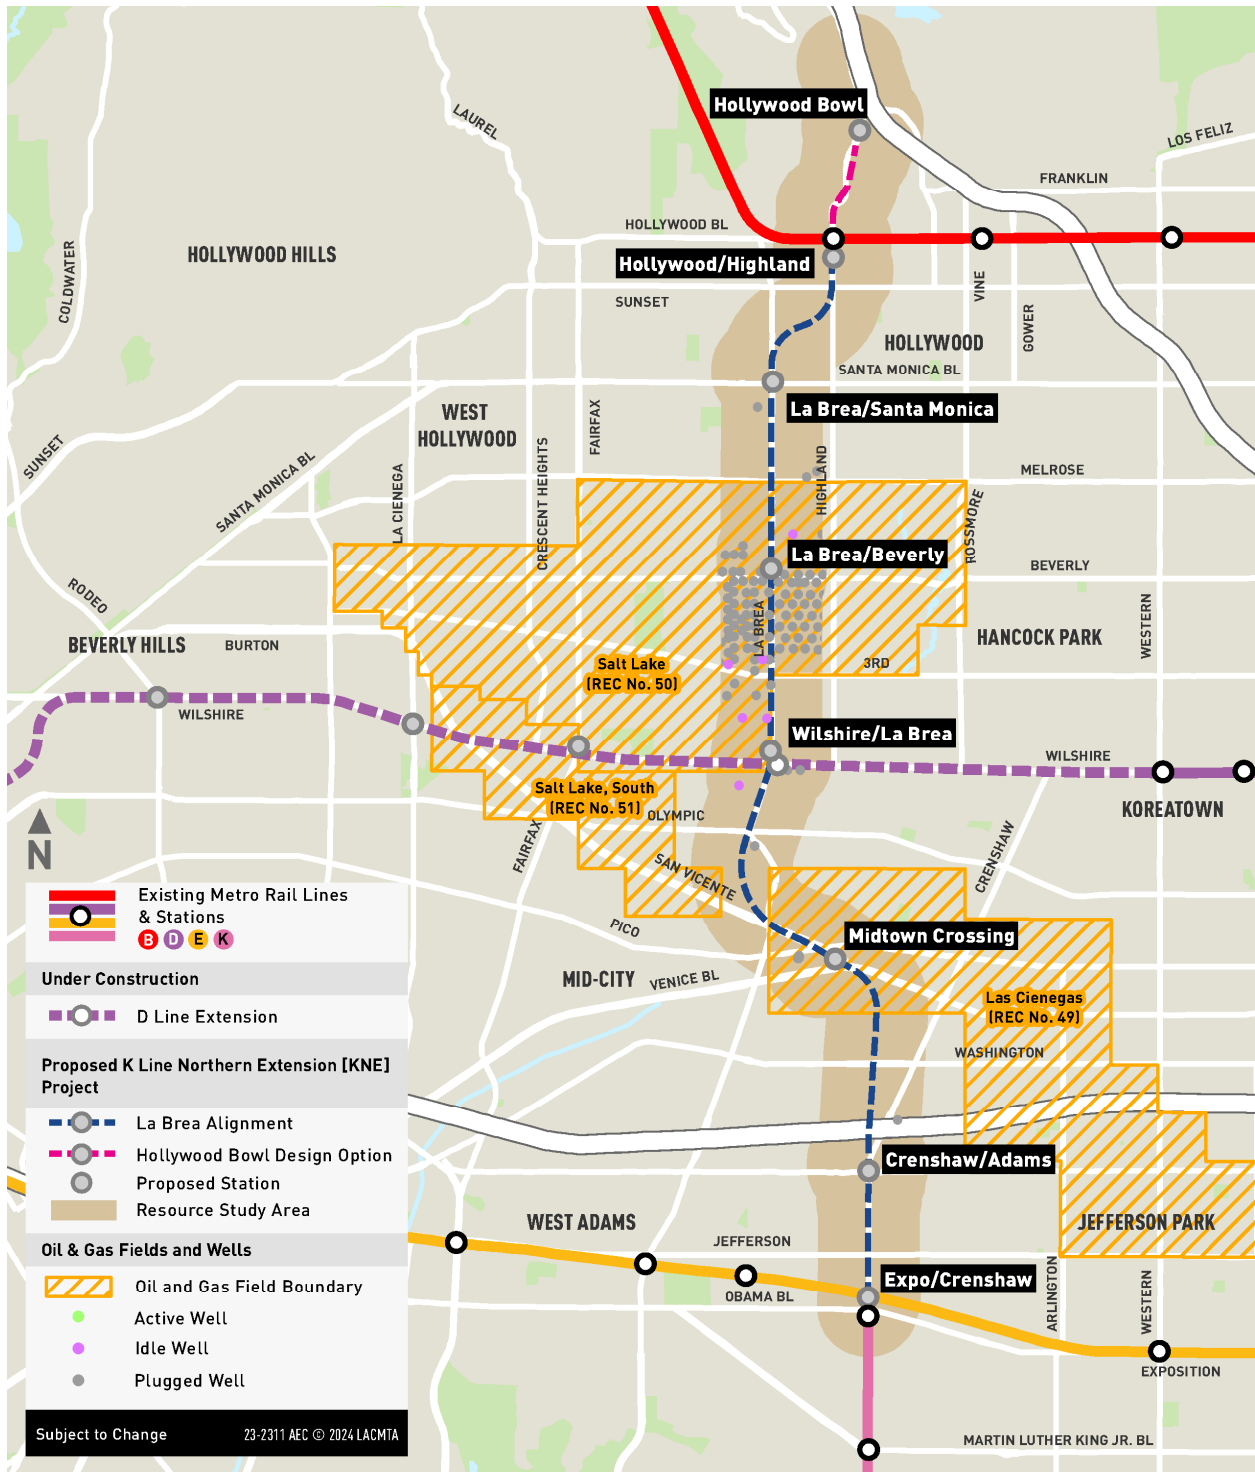 Hollywood Bowl
LAUREL
LOS FELIZ
FRANKLIN
HOLLYWOOD BL
COLDWATER
HOLLYWOOD HILLS
Hollywood/Highland
SUNSET
VINE
GOWER
HOLLYWOOD
SANTA MONICA BL
WEST
HOLLYWOOD
FAIRFAX
La Brea/Santa Monica
SUNSET
SANTA MONICA BL
LA CIENEGA
CRESCENT HEIGHTS
HIGHLAND
MELROSE
ROSSMORE
La Brea/Beverly
BEVERLY
RODEO
LA BREA
WESTERN
BEVERLY HILLS
BURTON
HANCOCK PARK
Salt Lake
(REC No. 50)
3RD
WILSHIRE
Wilshire/La Brea
WILSHIRE
Salt Lake, South
(REC No. 51)
OLYMPIC
KOREATOWN
N
FAIRFAX
SAN VICENTE
CRENSHAW
PICO
Midtown Crossing
MID-CITY
VENICE BL
Las Cienegas
(REC No. 49)
WASHINGTON
Crenshaw/Adams
WEST ADAMS
JEFFERSON
JEFFERSON PARK
Expo/Crenshaw
OBAMA BL
ARLINGTON
WESTERN
EXPOSITION
MARTIN LUTHER KING JR. BL
Existing Metro Rail Lines
& Stations
B D E K
Under Construction
D Line Extension
Proposed K Line Northern Extension [KNE]
Project
La Brea Alignment
Hollywood Bowl Design Option
Proposed Station
Resource Study Area
Oil & Gas Fields and Wells
Oil and Gas Field Boundary
Active Well
Idle Well
Plugged Well
Subject to Change
23-2311 AEC © 2024 LACMTA